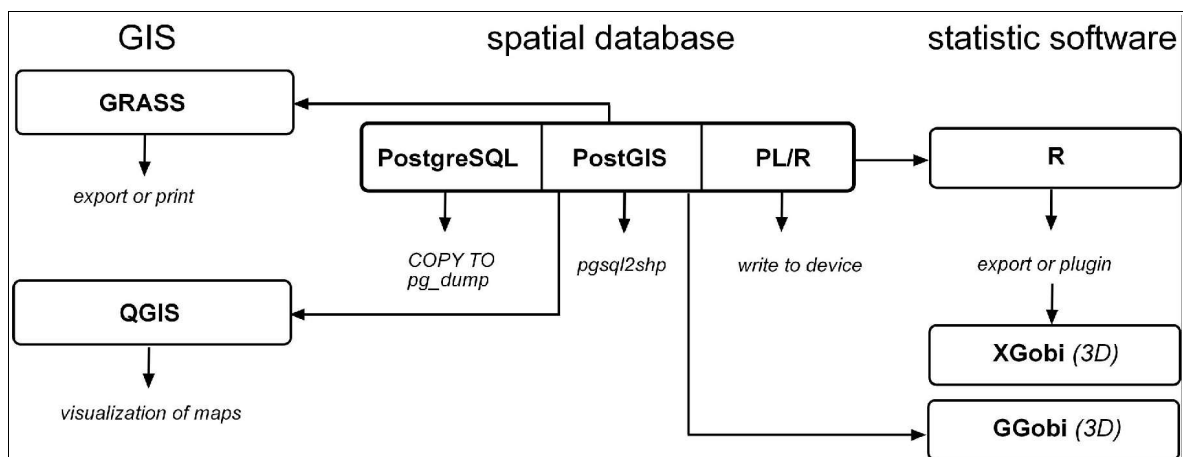 GIS
spatial database
statistic software
GRASS
PostgreSQL
PostGIS
PL/R
R
export or print
COPY TO
pg_dump
pgsql2shp
write to device
export or plugin
QGIS
XGobi (3D)
visualization of maps
GGobi (3D)